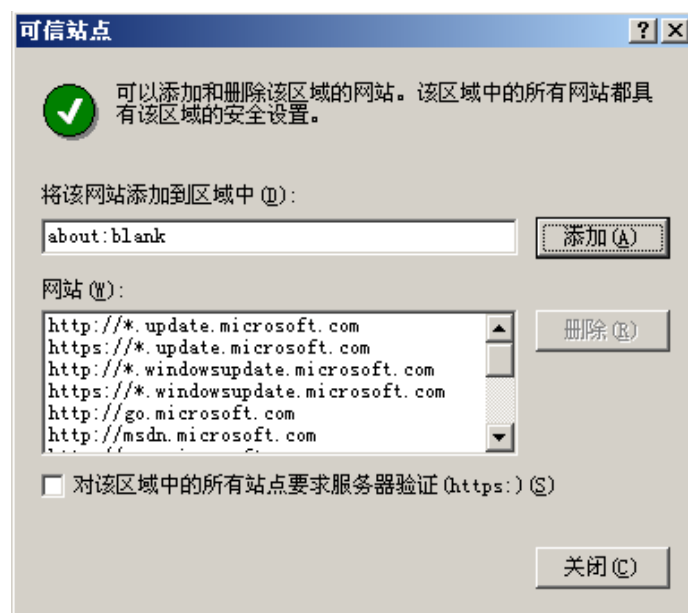 可信站点
可以添加和删除该区域的网站。该区域中的所有网站都具
有该区域的安全设置。
将该网站添加到区域中(D):
about:blank
添加(A)
网站(W):
http://*.update.microsoft.com
https://*.update.microsoft.com
http://*.windowsupdate.microsoft.com
https://*.windowsupdate.microsoft.com
http://go.microsoft.com
http://msdn.microsoft.com
删除(R)
对该区域中的所有站点要求服务器验证(https:)(S)
关闭(C)